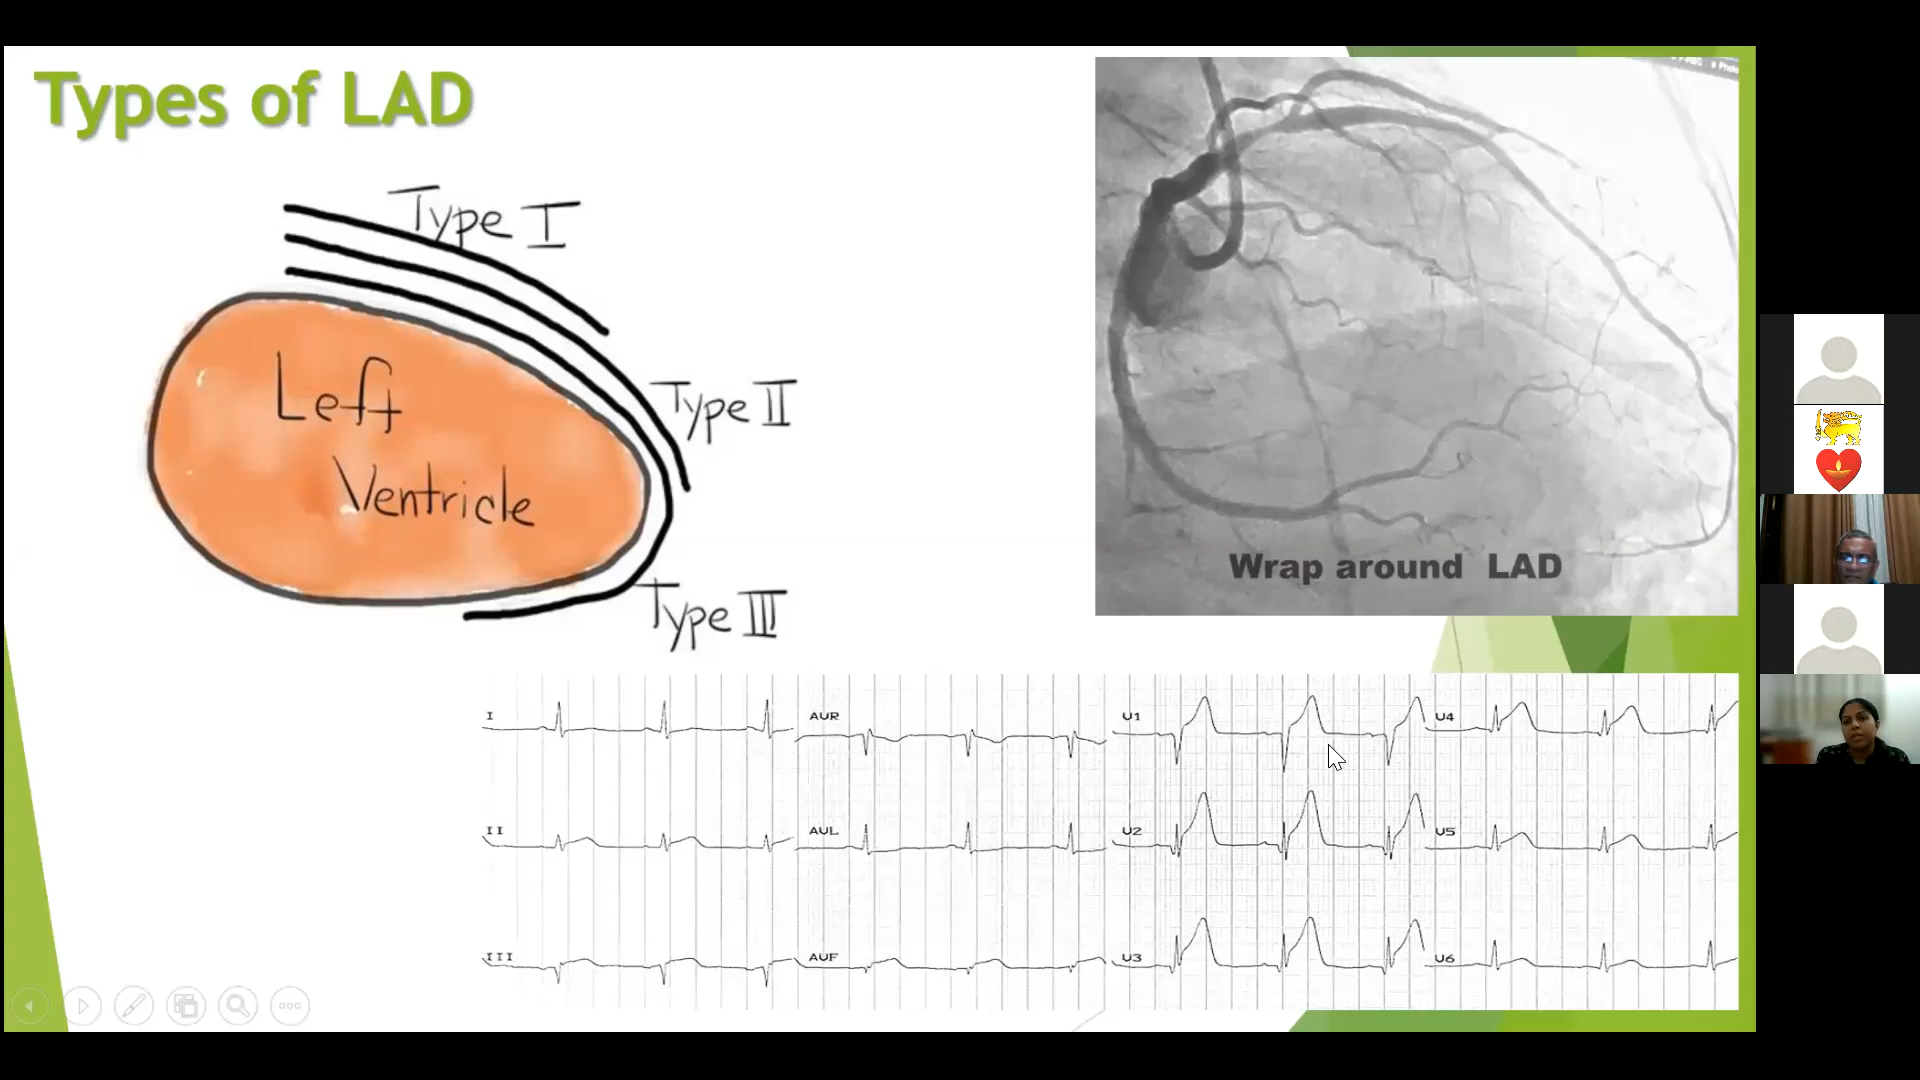 Types of LAD
Type I
Left
Ventricle
Type II
Type III
Wrap around LAD
I
AVR
V1
V4
II
AVL
V2
V5
III
AVF
V3
V6